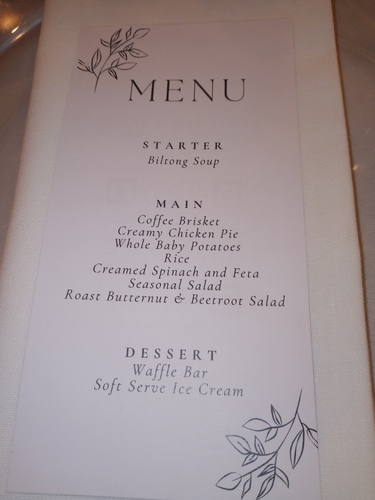 MENU
STARTER
Biltong Soup
MAIN
Coffee Brisket
Creamy Chicken Pie
Whole Baby Potatoes
Rice
Creamed Spinach and Feta
Seasonal Salad
Roast Butternut & Beetroot Salad
DESSERT
Waffle Bar
Soft Serve Ice Cream